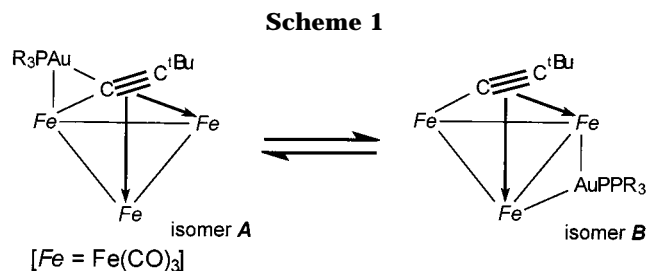 Scheme 1
R₃PAu
C≡C ᵗBu
Fe
Fe
Fe
isomer A
[Fe = Fe(CO)₃]
C≡C ᵗBu
Fe
Fe
AuPPR₃
Fe
isomer B